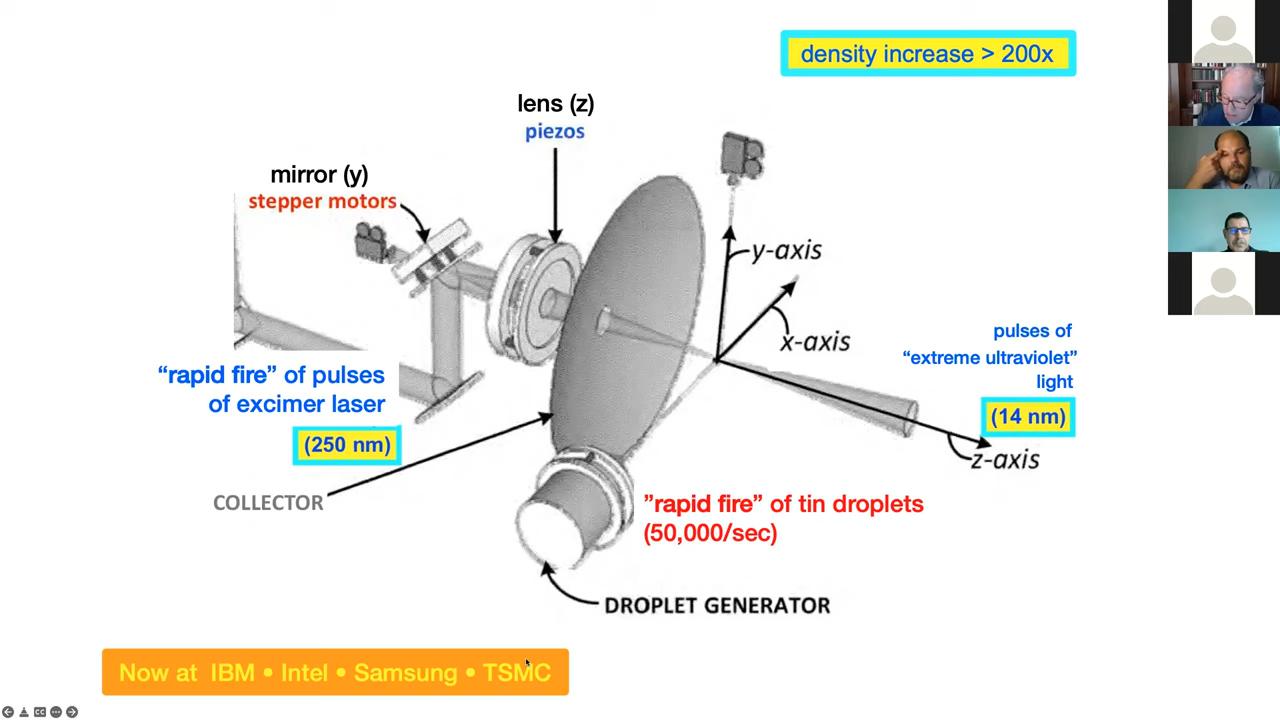 density increase > 200x
lens (z)
piezos
mirror (y)
stepper motors
y-axis
x-axis
pulses of
“extreme ultraviolet”
light
(14 nm)
z-axis
“rapid fire” of pulses
of excimer laser
(250 nm)
COLLECTOR
”rapid fire” of tin droplets
(50,000/sec)
DROPLET GENERATOR
Now at IBM • Intel • Samsung • TSMC
CC